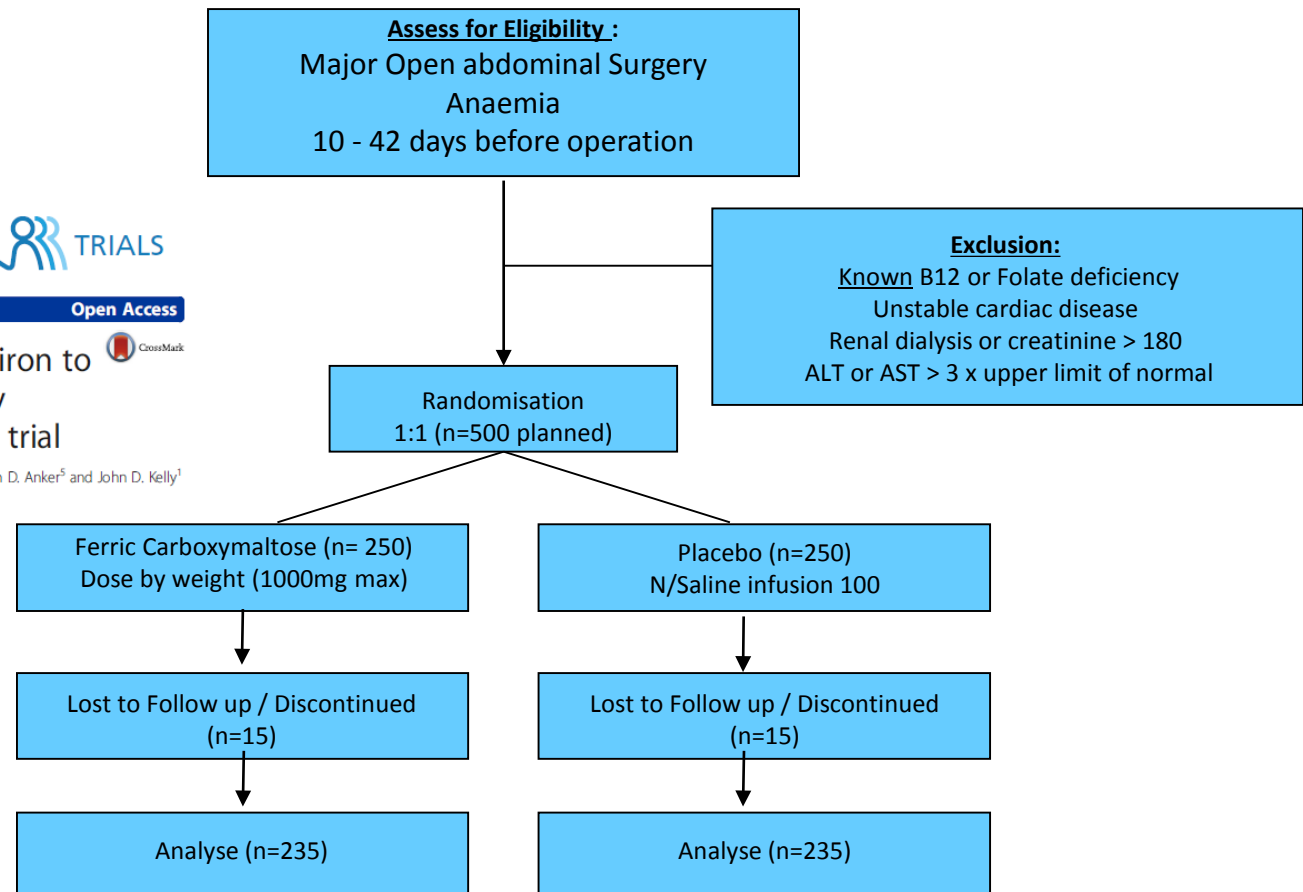 Assess for Eligibility :
Major Open abdominal Surgery
Anaemia
10 - 42 days before operation
TRIALS
Open Access
iron to
CrossMark
trial
D. Anker5 and John D. Kelly1
Exclusion:
Known B12 or Folate deficiency
Unstable cardiac disease
Renal dialysis or creatinine > 180
ALT or AST > 3 x upper limit of normal
Randomisation
1:1 (n=500 planned)
Ferric Carboxymaltose (n= 250)
Dose by weight (1000mg max)
Placebo (n=250)
N/Saline infusion 100
Lost to Follow up / Discontinued
(n=15)
Lost to Follow up / Discontinued
(n=15)
Analyse (n=235)
Analyse (n=235)